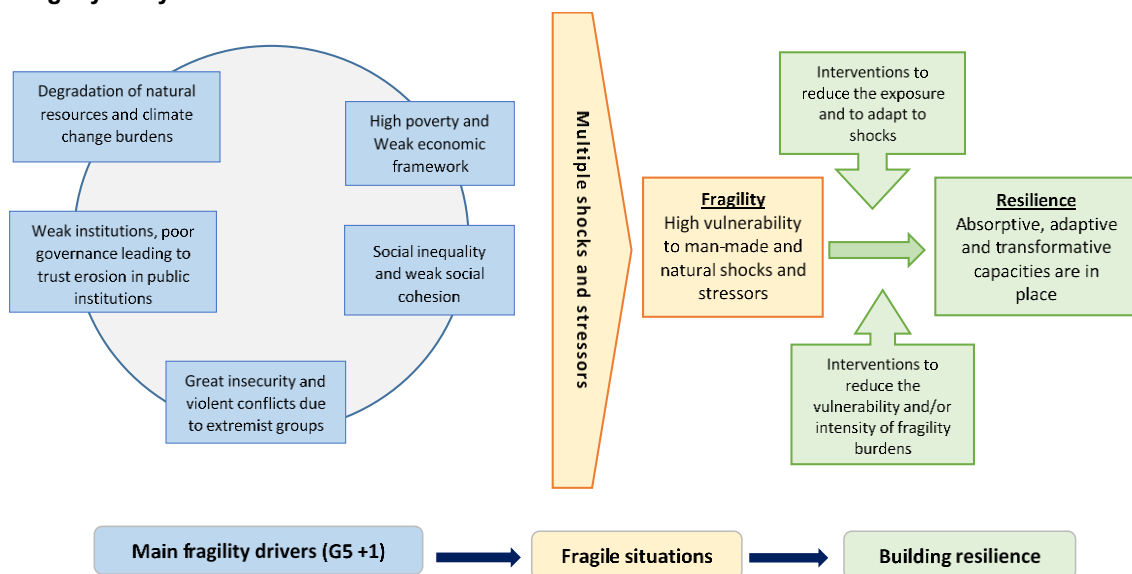 Degradation of natural
resources and climate
change burdens
High poverty and
Weak economic
framework
Weak institutions, poor
governance leading to
trust erosion in public
institutions
Social inequality
and weak social
cohesion
Great insecurity and
violent conflicts due
to extremist groups
Multiple shocks and stressors
Interventions to
reduce the exposure
and to adapt to
shocks
Fragility
High vulnerability
to man-made and
natural shocks and
stressors
Resilience
Absorptive, adaptive
and transformative
capacities are in
place
Interventions to
reduce the
vulnerability and/or
intensity of fragility
burdens
Main fragility drivers (G5 +1)
Fragile situations
Building resilience